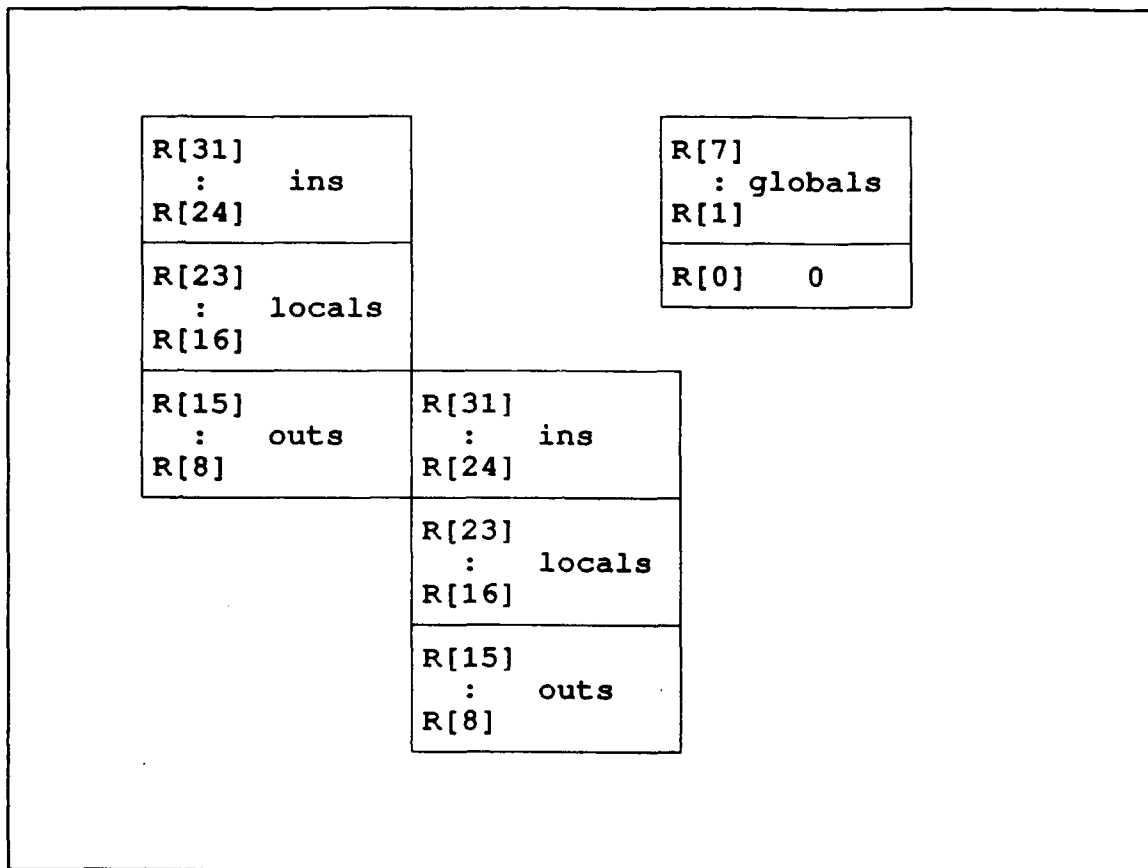 R[31]
: ins
R[24]
R[23]
: locals
R[16]
R[15]
: outs
R[8]
R[31]
: ins
R[24]
R[23]
: locals
R[16]
R[15]
: outs
R[8]
R[7]
: globals
R[1]
R[0] 0